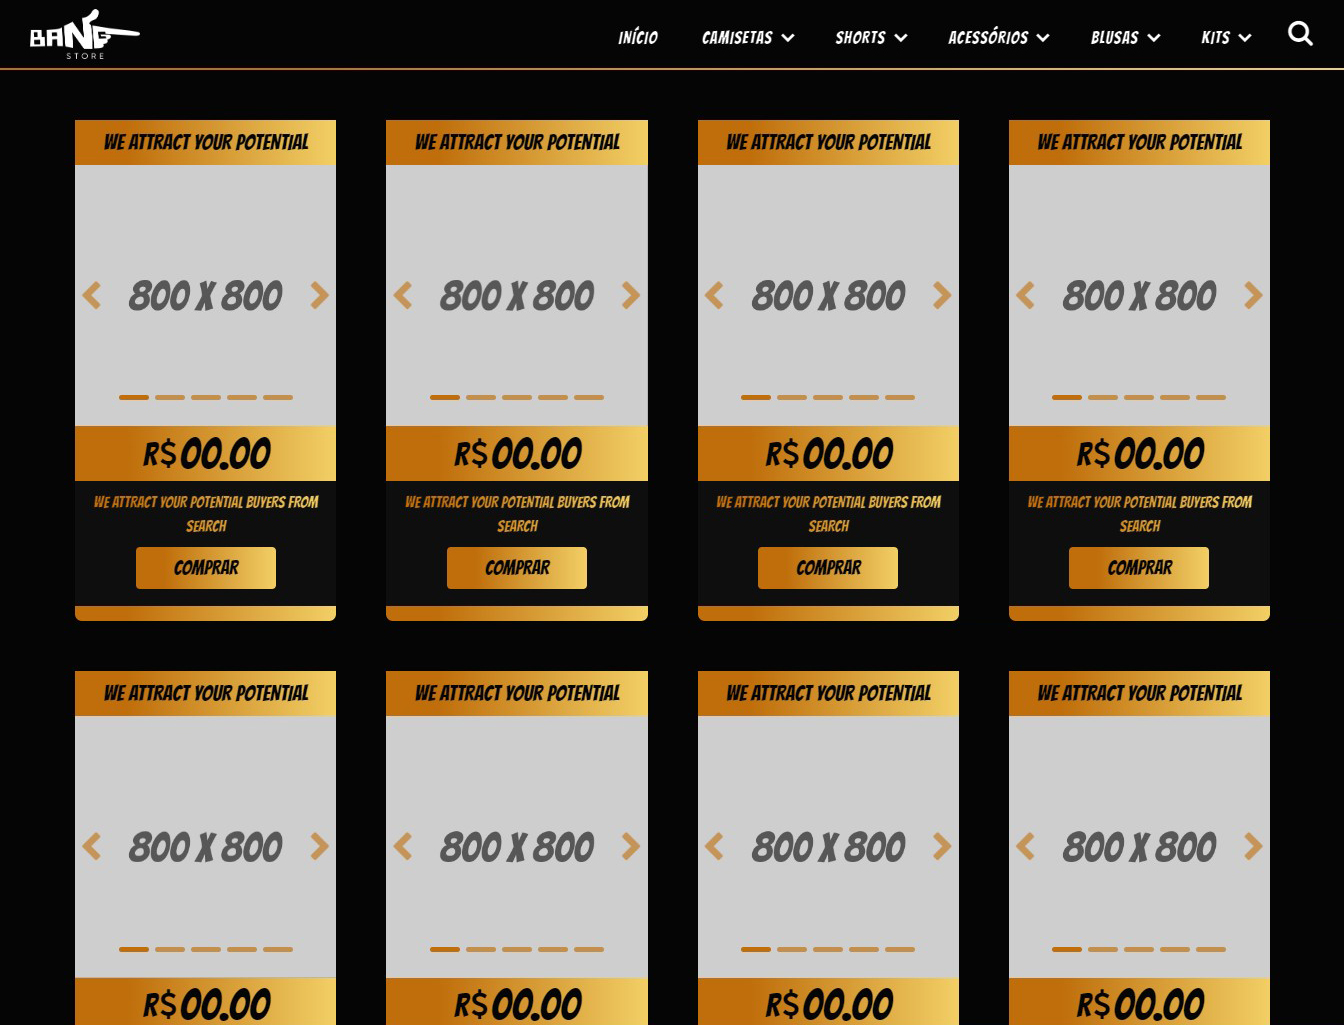 BANG
STORE
INÍCIO CAMISETAS SHORTS ACESSÓRIOS BLUSAS KITS
WE ATTRACT YOUR POTENTIAL WE ATTRACT YOUR POTENTIAL WE ATTRACT YOUR POTENTIAL WE ATTRACT YOUR POTENTIAL
800 X 800 800 X 800 800 X 800 800 X 800
R$00.00 R$00.00 R$00.00 R$00.00
WE ATTRACT YOUR POTENTIAL BUYERS FROM WE ATTRACT YOUR POTENTIAL BUYERS FROM WE ATTRACT YOUR POTENTIAL BUYERS FROM WE ATTRACT YOUR POTENTIAL BUYERS FROM
SEARCH SEARCH SEARCH SEARCH
COMPRAR COMPRAR COMPRAR COMPRAR
WE ATTRACT YOUR POTENTIAL WE ATTRACT YOUR POTENTIAL WE ATTRACT YOUR POTENTIAL WE ATTRACT YOUR POTENTIAL
800 X 800 800 X 800 800 X 800 800 X 800
R$00.00 R$00.00 R$00.00 R$00.00